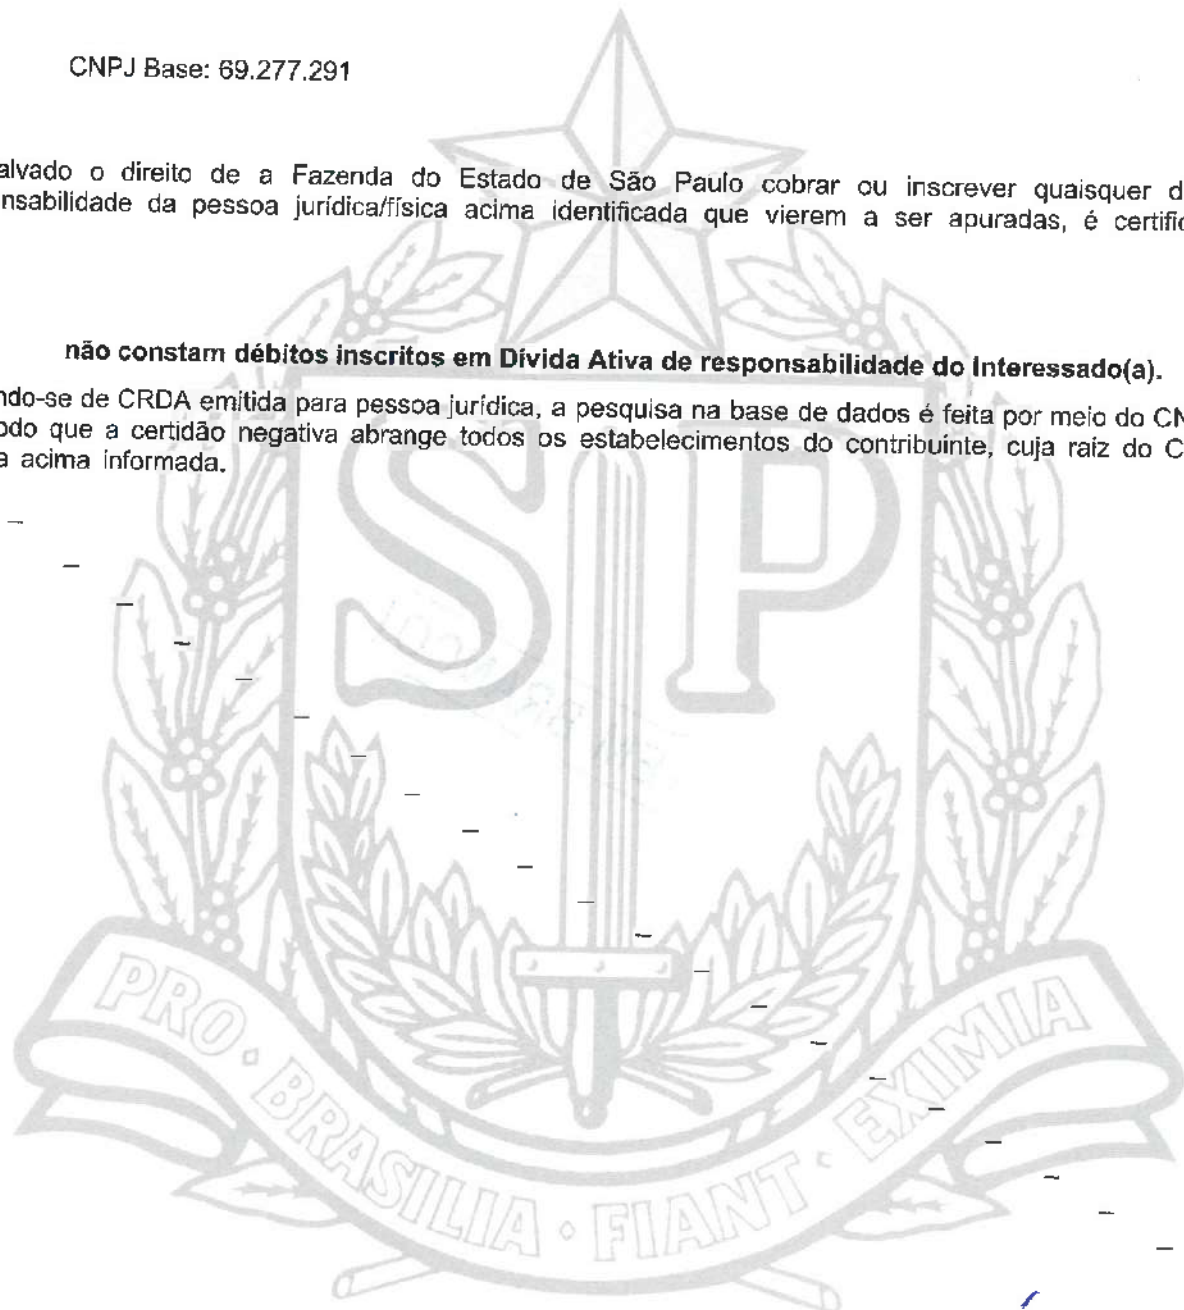 CNPJ Base: 69.277.291
alvado o direito de a Fazenda do Estado de São Paulo cobrar ou inscrever quaisquer d
nsabilidade da pessoa jurídica/física acima identificada que vierem a ser apuradas, é certific
não constam débitos inscritos em Dívida Ativa de responsabilidade do Interessado(a).
ndo-se de CRDA emitida para pessoa jurídica, a pesquisa na base de dados é feita por meio do CN
odo que a certidão negativa abrange todos os estabelecimentos do contribuinte, cuja raiz do C
a acima informada.
SP
PRO · BRASILIA · FIANT · EXIMIA